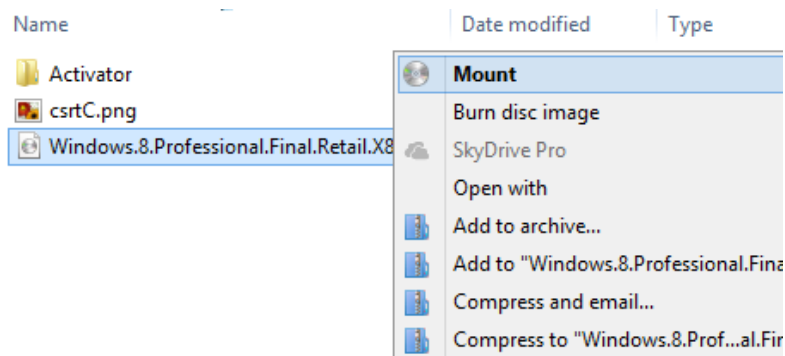 Name Date modified Type
Activator
csrtC.png
Windows.8.Professional.Final.Retail.X8
Mount
Burn disc image
SkyDrive Pro
Open with
Add to archive...
Add to "Windows.8.Professional.Fina
Compress and email...
Compress to "Windows.8.Prof...al.Fir